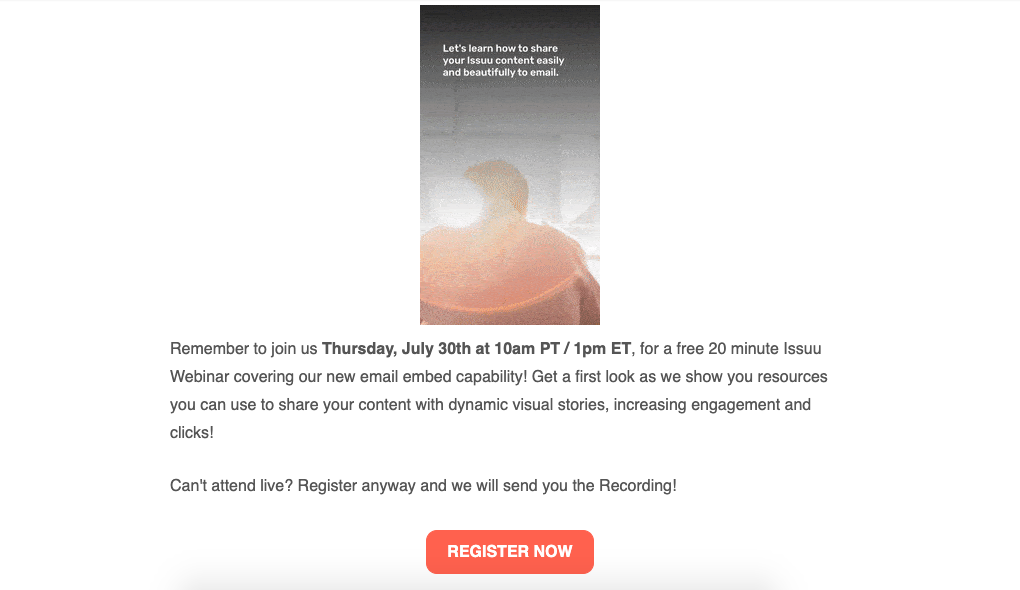 Let's learn how to share
your Issuu content easily
and beautifully to email.
Remember to join us Thursday, July 30th at 10am PT / 1pm ET, for a free 20 minute Issuu
Webinar covering our new email embed capability! Get a first look as we show you resources
you can use to share your content with dynamic visual stories, increasing engagement and
clicks!
Can't attend live? Register anyway and we will send you the Recording!
REGISTER NOW